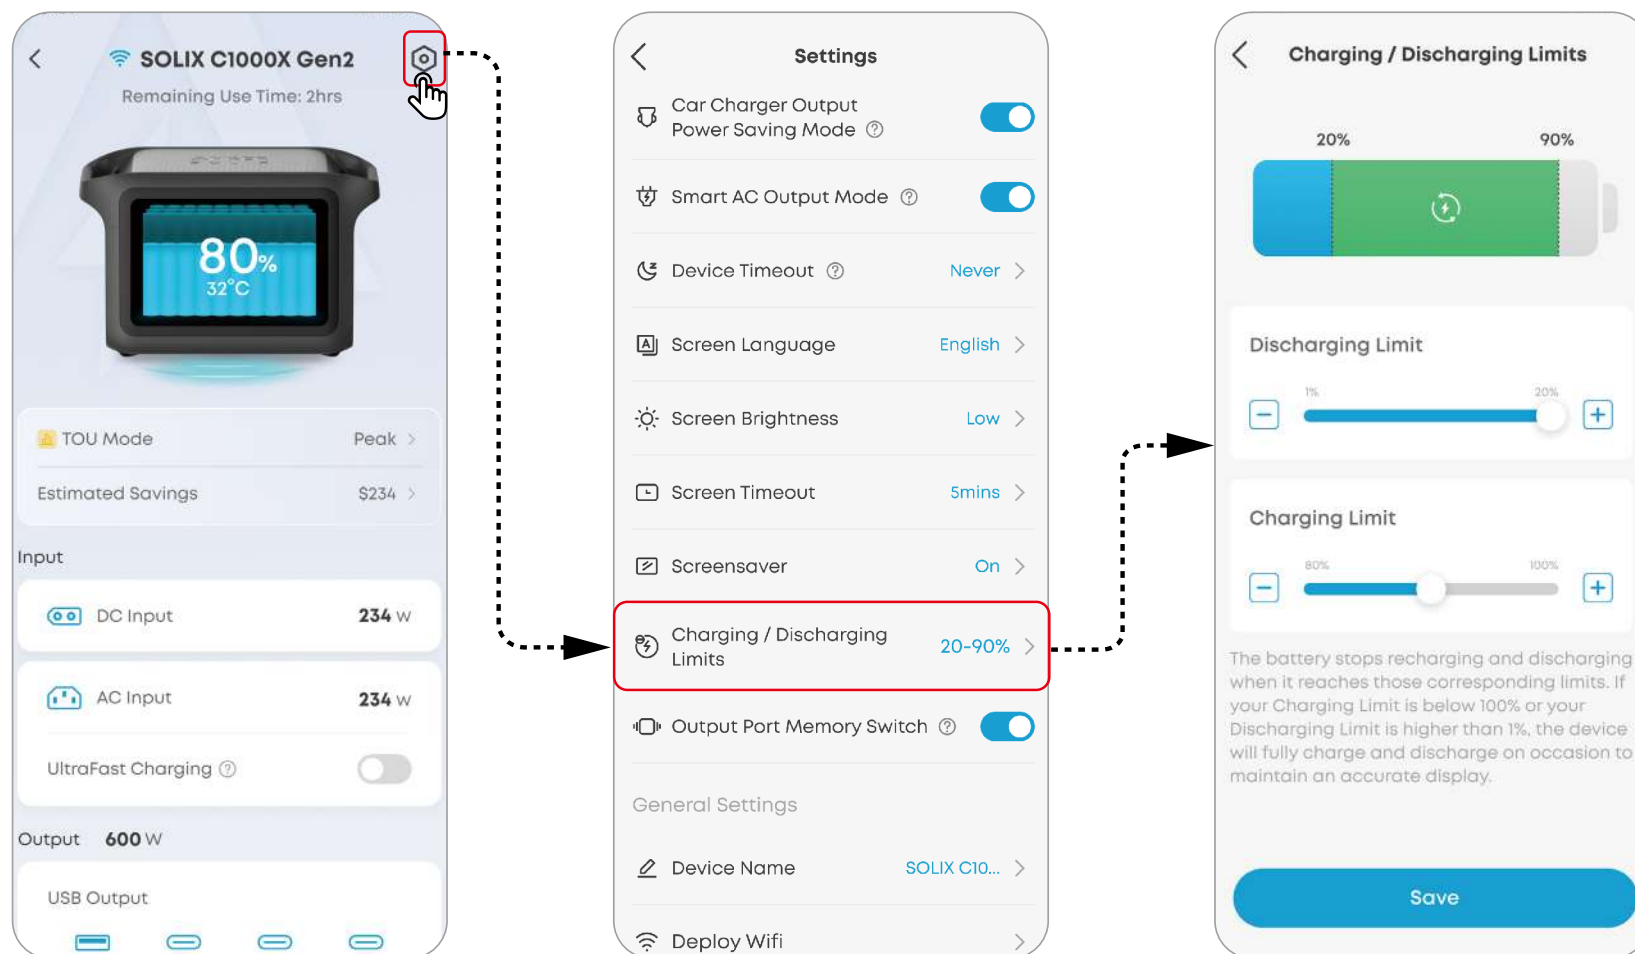 SOLIX C1000X Gen2
Remaining Use Time: 2hrs
80%
32°C
TOU Mode
Peak
Estimated Savings
$234
Input
DC Input
234 W
AC Input
234 W
UltraFast Charging
Output 600 W
USB Output
Settings
Car Charger Output
Power Saving Mode
Smart AC Output Mode
Device Timeout
Never
Screen Language
English
Screen Brightness
Low
Screen Timeout
5mins
Screensaver
On
Charging / Discharging
Limits
20-90%
Output Port Memory Switch
General Settings
Device Name
SOLIX C10...
Deploy Wifi
Charging / Discharging Limits
20%
90%
Discharging Limit
1%
20%
Charging Limit
80%
100%
The battery stops recharging and discharging
when it reaches those corresponding limits. If
your Charging Limit is below 100% or your
Discharging Limit is higher than 1%, the device
will fully charge and discharge on occasion to
maintain an accurate display.
Save